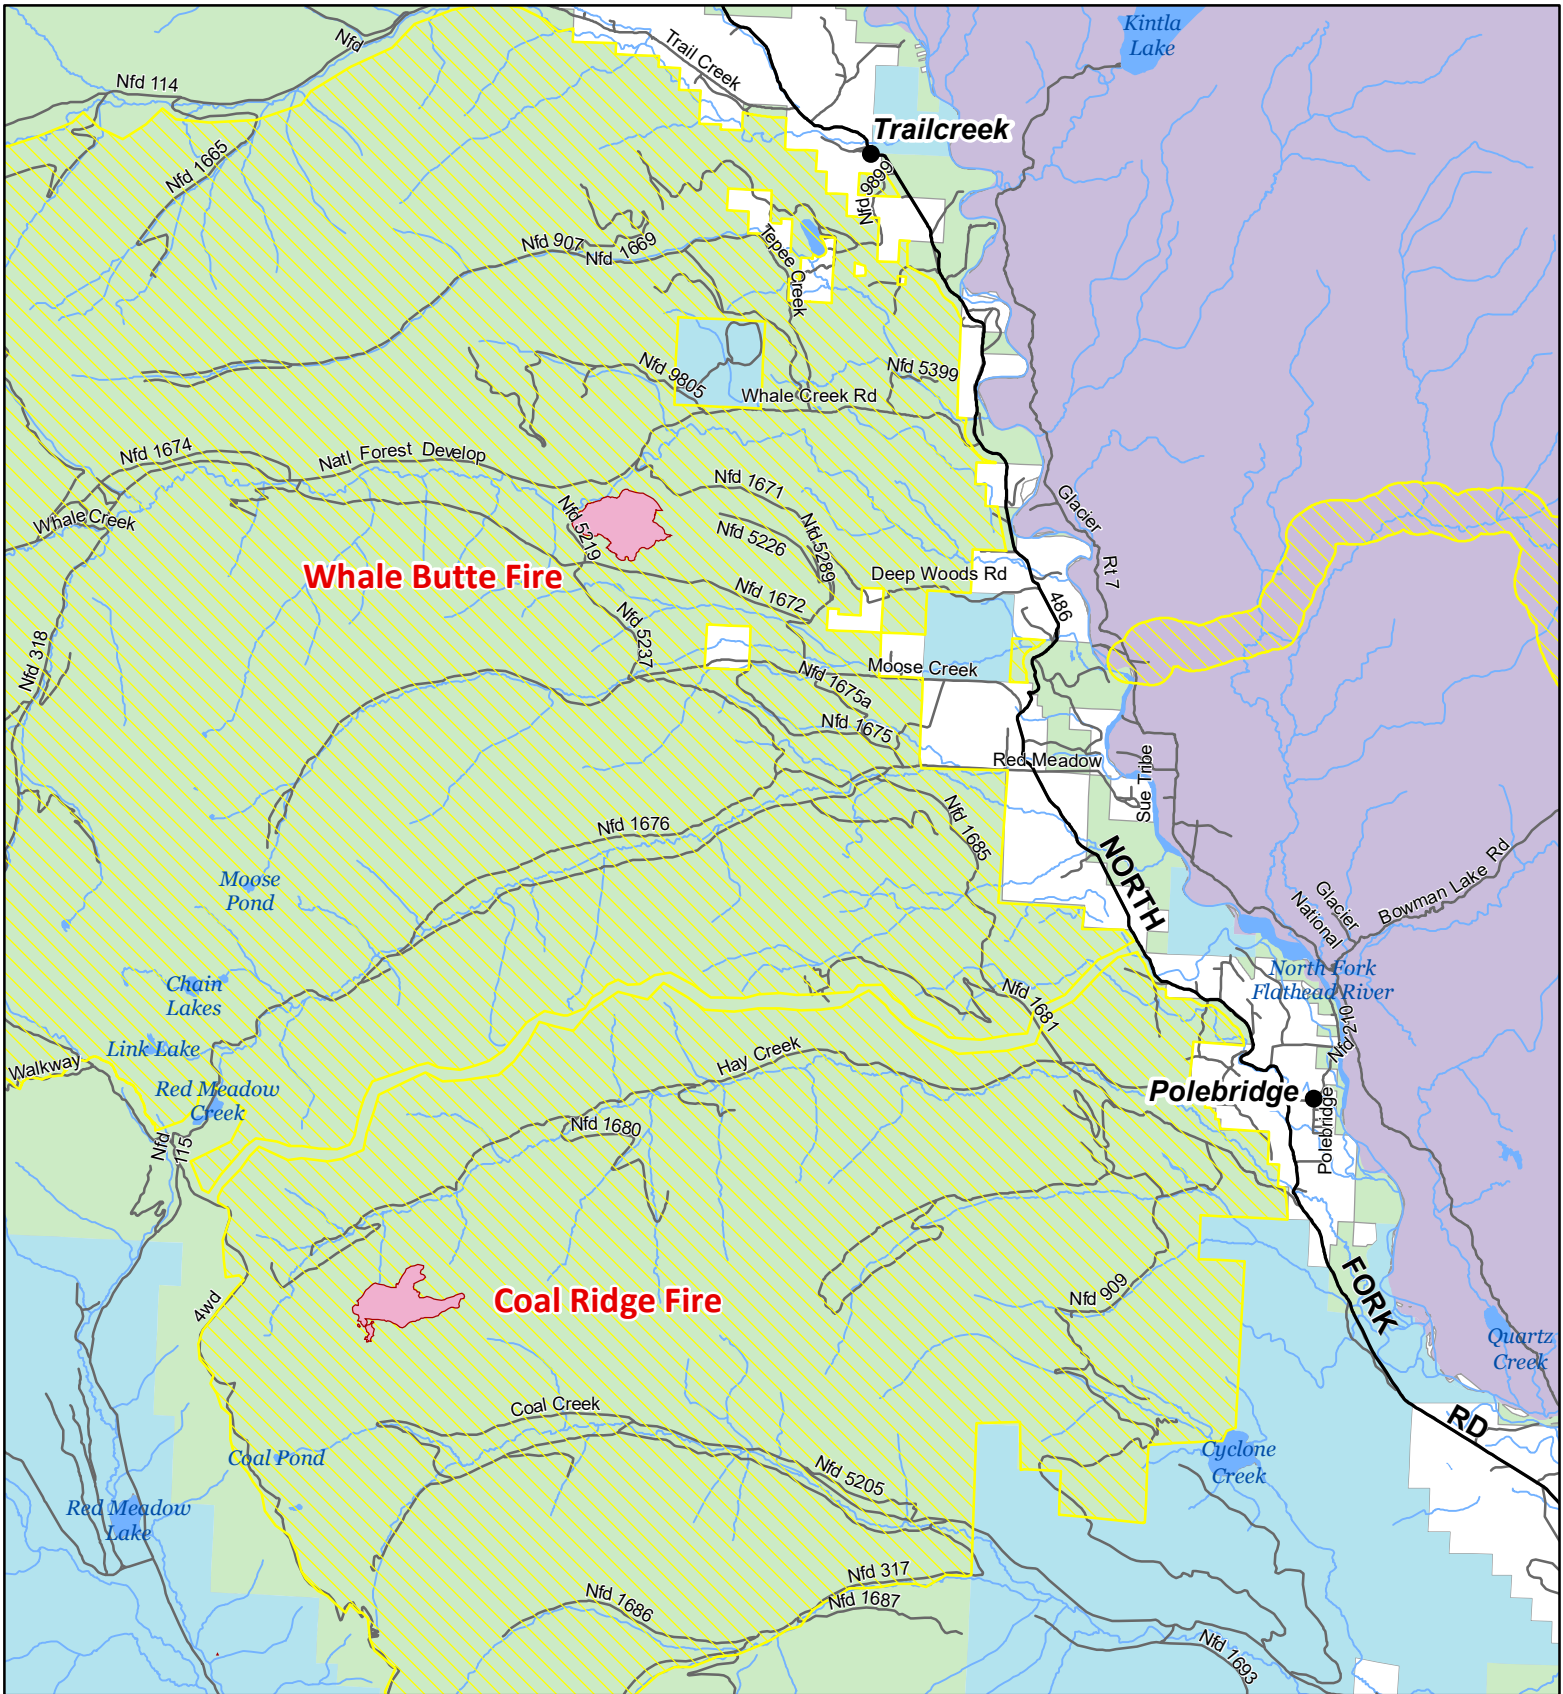 Kintla
Lake
Nfd
Trail Creek
Nfd 114
Trailcreek
Nfd 1665
Nfd 9899
Nfd 907
Nfd 1669
Tepee Creek
Nfd 9805
Nfd 5399
Whale Creek Rd
Nfd 1674
Natl Forest Develop
Nfd 1671
Glacier
Rt 7
Whale Creek
Nfd 5219
Nfd 5226
Nfd 5289
Whale Butte Fire
Deep Woods Rd
Nfd 1672
486
Nfd 318
Nfd 5237
Moose Creek
Nfd 1675a
Nfd 1675
Red Meadow
Sue Tribe
Nfd 1676
Nfd 1685
NORTH
Moose
Pond
Glacier
National
Bowman Lake Rd
Chain
Lakes
North Fork
Flathead River
Nfd 1681
Nfd 210
Link Lake
Walkway
Hay Creek
Red Meadow
Creek
Polebridge
Polebridge
Nfd
115
Nfd 1680
4wd
Coal Ridge Fire
Nfd 909
FORK
Quartz
Creek
Coal Creek
RD
Coal Pond
Cyclone
Creek
Nfd 5205
Red Meadow
Lake
Nfd 317
Nfd 1686
Nfd 1687
Nfd 1693